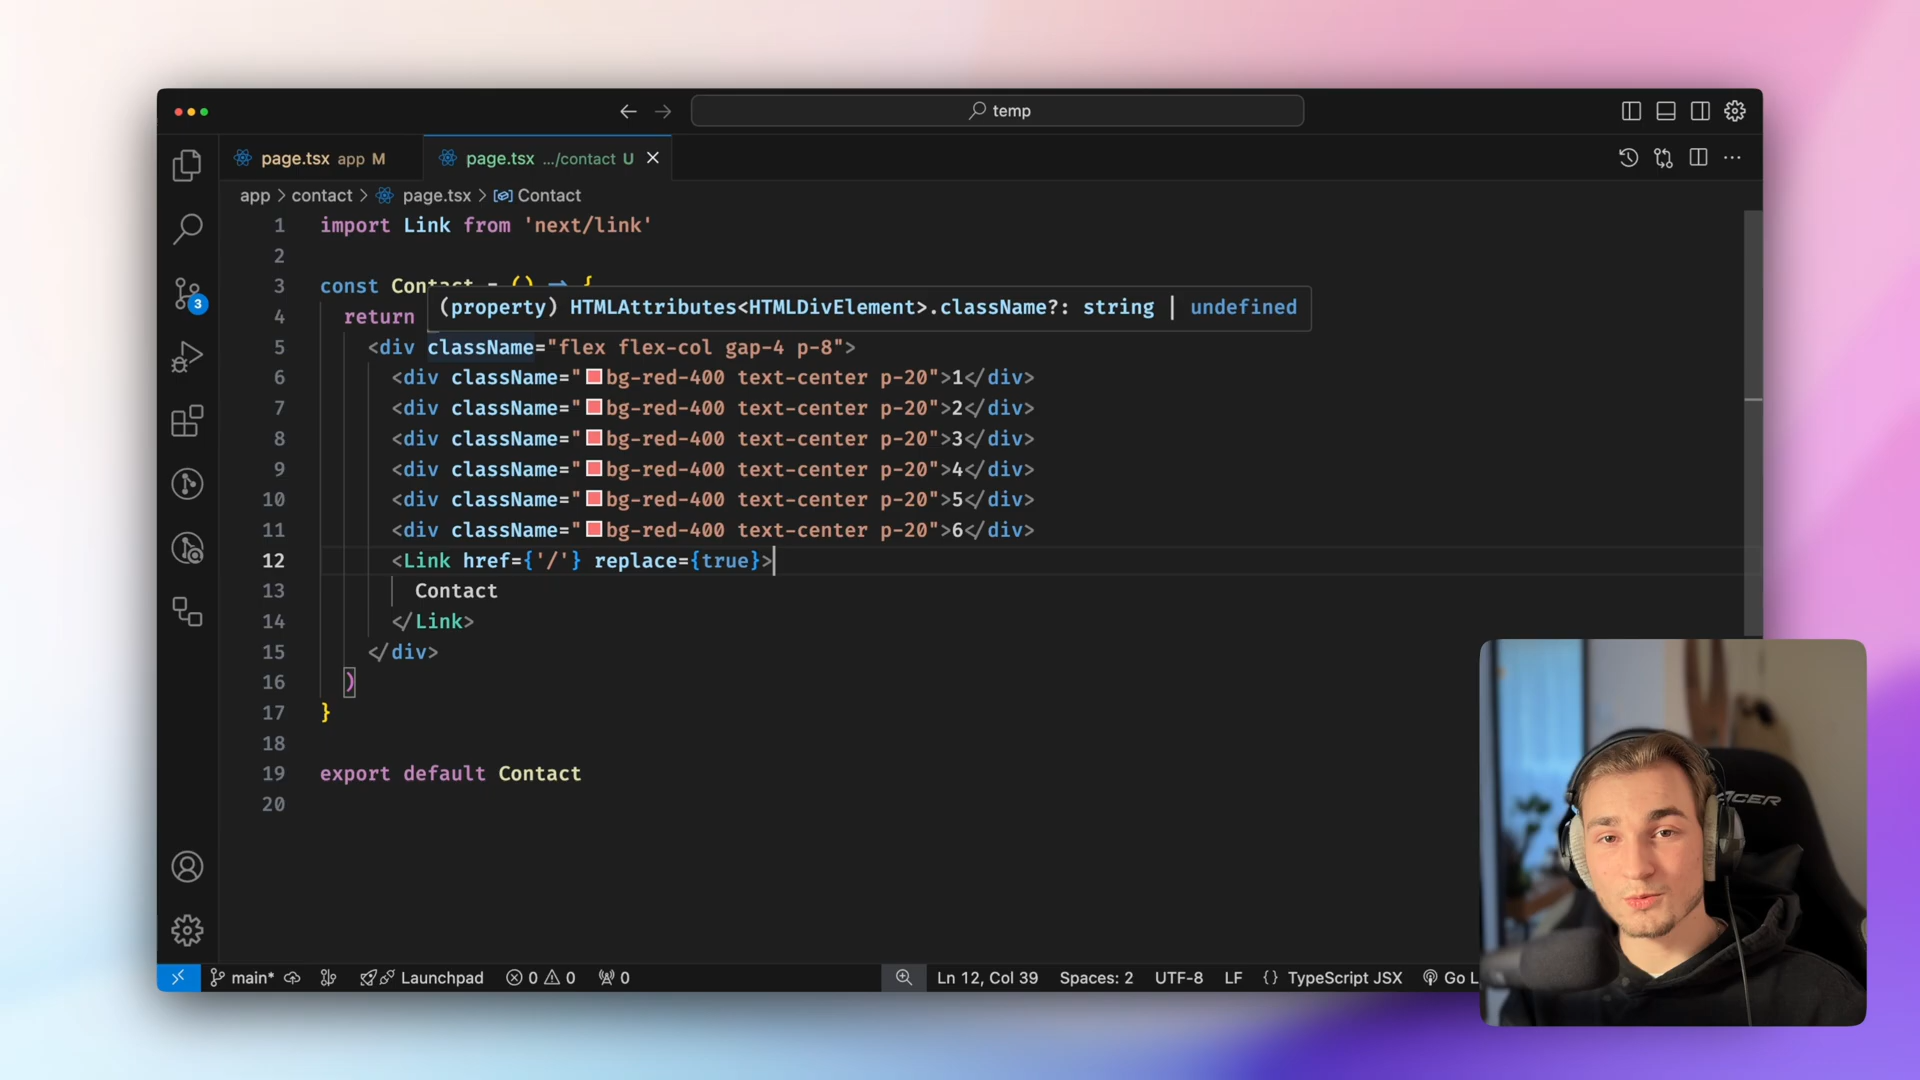 temp
page.tsx app M
page.tsx .../contact U
app > contact > page.tsx > Contact
1 import Link from 'next/link'
2
3 const Contact = () => {
(property) HTMLAttributes<HTMLDivElement>.className?: string | undefined
4 return
5 <div className="flex flex-col gap-4 p-8">
6 <div className="bg-red-400 text-center p-20">1</div>
7 <div className="bg-red-400 text-center p-20">2</div>
8 <div className="bg-red-400 text-center p-20">3</div>
9 <div className="bg-red-400 text-center p-20">4</div>
10 <div className="bg-red-400 text-center p-20">5</div>
11 <div className="bg-red-400 text-center p-20">6</div>
12 <Link href={'/'} replace={true}>
13 Contact
14 </Link>
15 </div>
16 )
17 }
18
19 export default Contact
20
3
main* Launchpad 0 0 0 Ln 12, Col 39 Spaces: 2 UTF-8 LF {} TypeScript JSX Go L
ACER